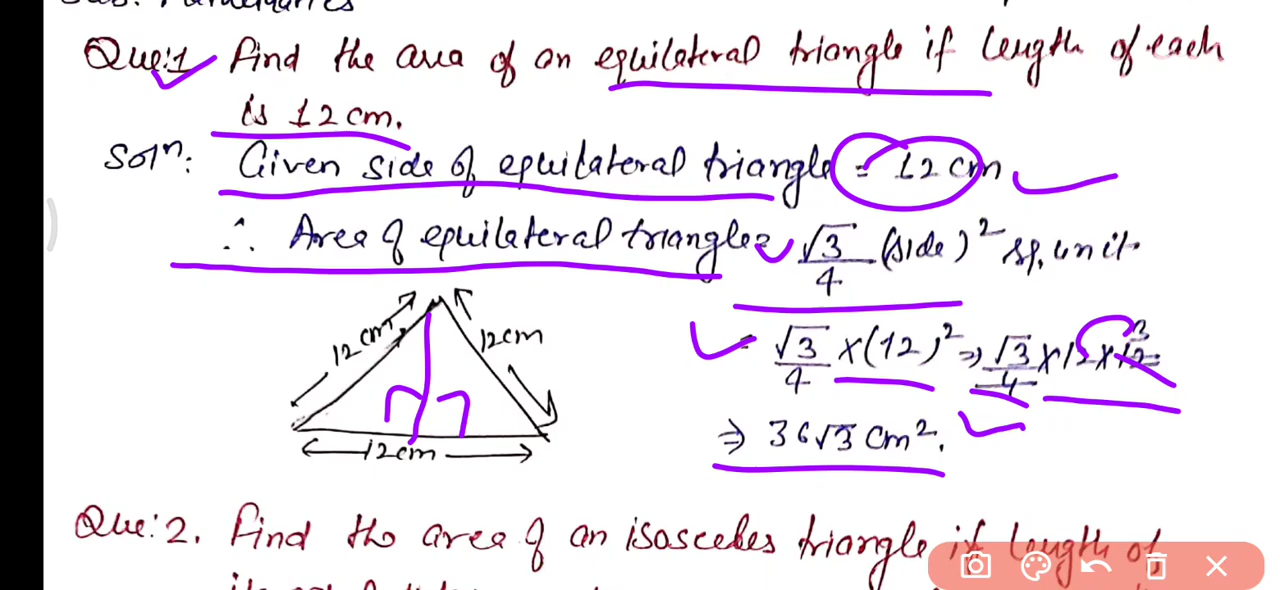 Que:1 Find the area of an equilateral triangle if length of each
is 12 cm.
Solⁿ: Given side of equilateral triangle = 12 cm
∴ Area of equilateral triangle = √3/4 (side)² sq. unit.
= √3/4 × (12)² => √3/4 × 12 × 12 3
12 cm
12 cm
12 cm
=> 36√3 cm².
Que: 2. Find the area of an isosceles triangle if length of